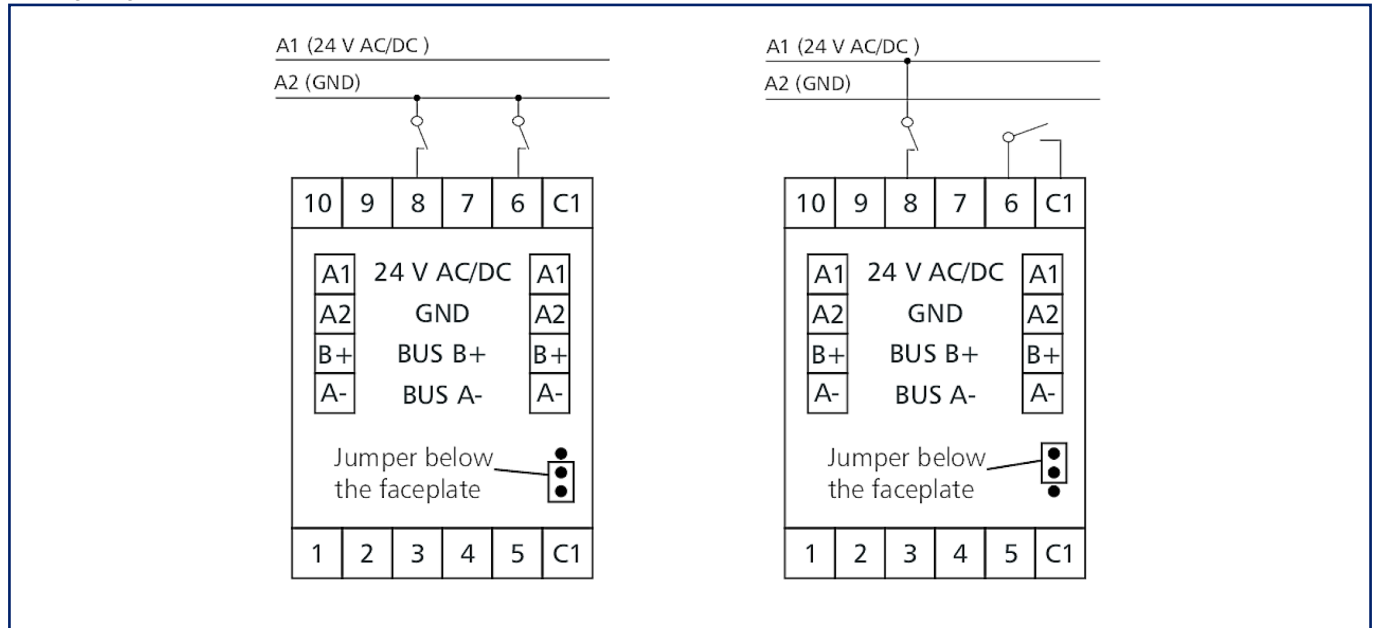 A1 (24 V AC/DC )
A2 (GND)
10 9 8 7 6 C1
A1 24 V AC/DC A1
A2 GND A2
B+ BUS B+ B+
A- BUS A- A-
Jumper below
the faceplate
1 2 3 4 5 C1
A1 (24 V AC/DC )
A2 (GND)
10 9 8 7 6 C1
A1 24 V AC/DC A1
A2 GND A2
B+ BUS B+ B+
A- BUS A- A-
Jumper below
the faceplate
1 2 3 4 5 C1